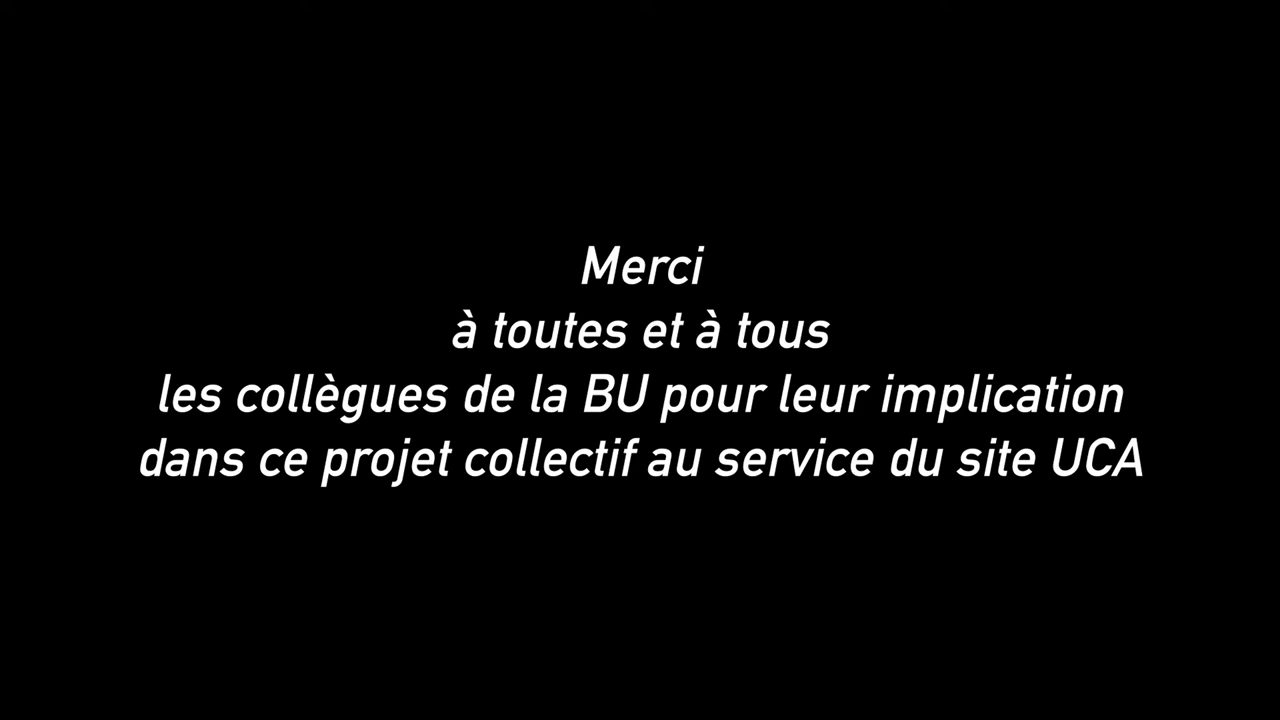 Merci
à toutes et à tous
les collègues de la BU pour leur implication
dans ce projet collectif au service du site UCA